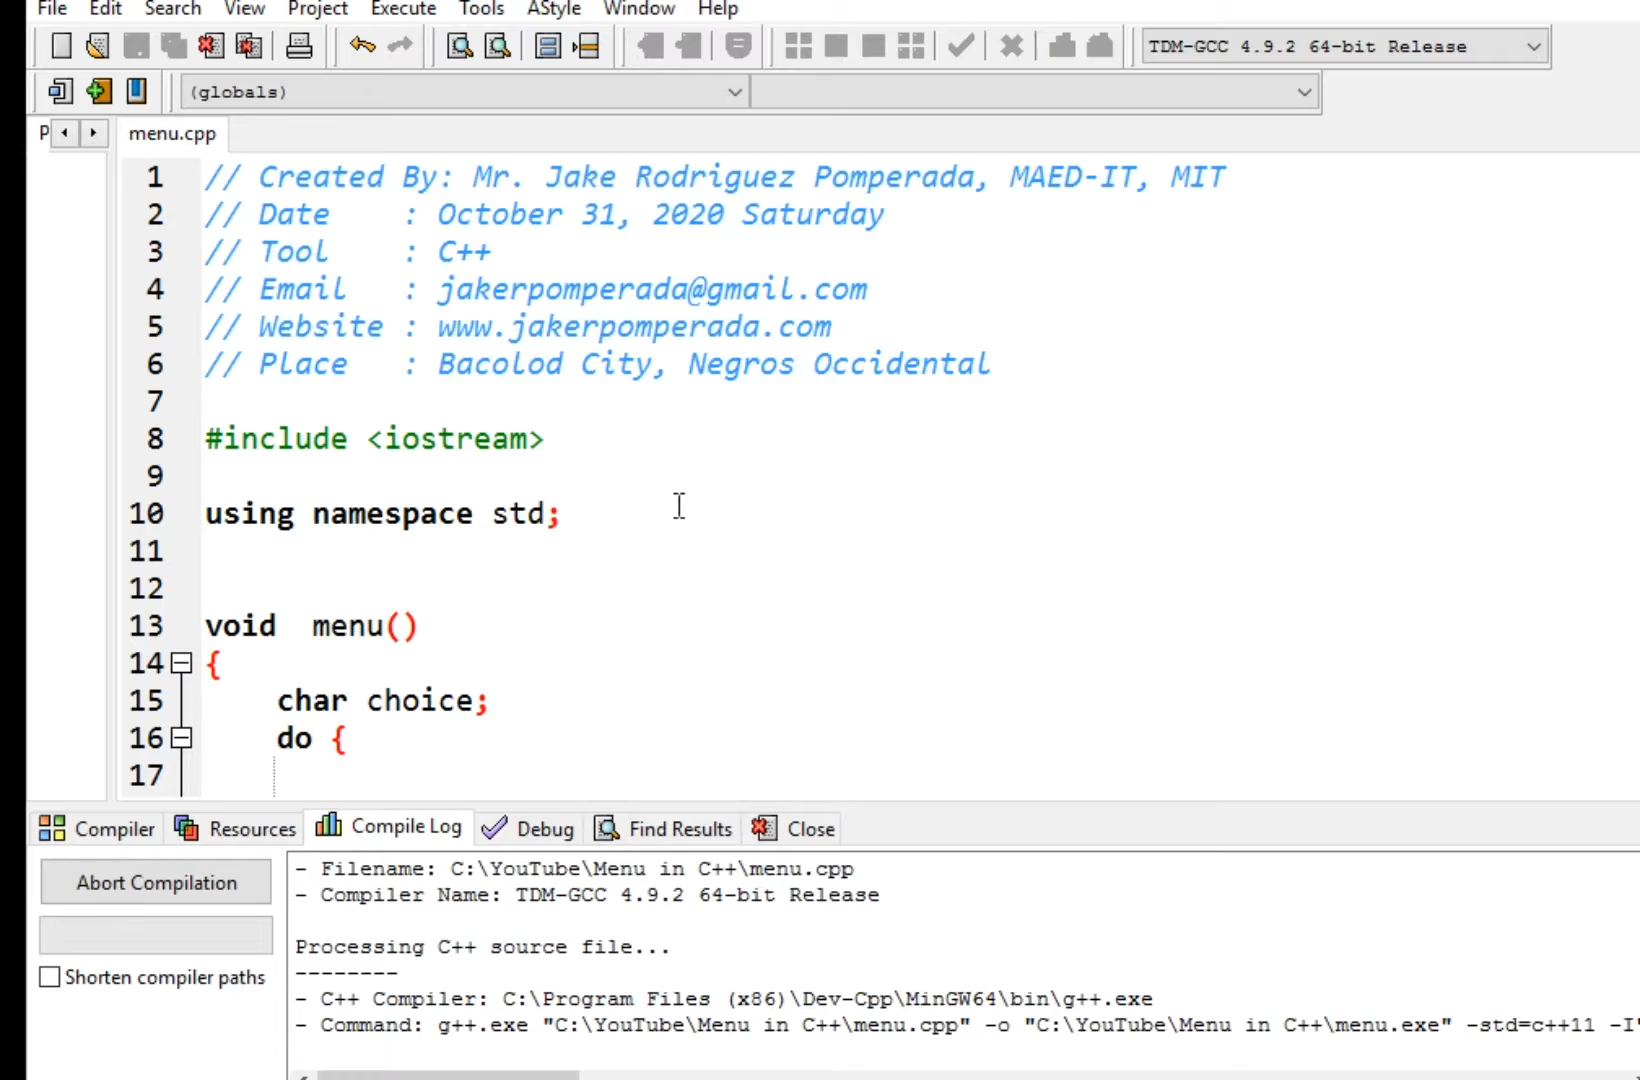 File Edit Search View Project Execute Tools AStyle Window Help
TDM-GCC 4.9.2 64-bit Release
(globals)
P menu.cpp
1 // Created By: Mr. Jake Rodriguez Pomperada, MAED-IT, MIT
2 // Date : October 31, 2020 Saturday
3 // Tool : C++
4 // Email : jakerpomperada@gmail.com
5 // Website : www.jakerpomperada.com
6 // Place : Bacolod City, Negros Occidental
7
8 #include <iostream>
9
10 using namespace std;
11
12
13 void menu()
14 {
15 char choice;
16 do {
17
Compiler Resources Compile Log Debug Find Results Close
Abort Compilation
Shorten compiler paths
- Filename: C:\YouTube\Menu in C++\menu.cpp
- Compiler Name: TDM-GCC 4.9.2 64-bit Release
Processing C++ source file...
--------
- C++ Compiler: C:\Program Files (x86)\Dev-Cpp\MinGW64\bin\g++.exe
- Command: g++.exe "C:\YouTube\Menu in C++\menu.cpp" -o "C:\YouTube\Menu in C++\menu.exe" -std=c++11 -I"